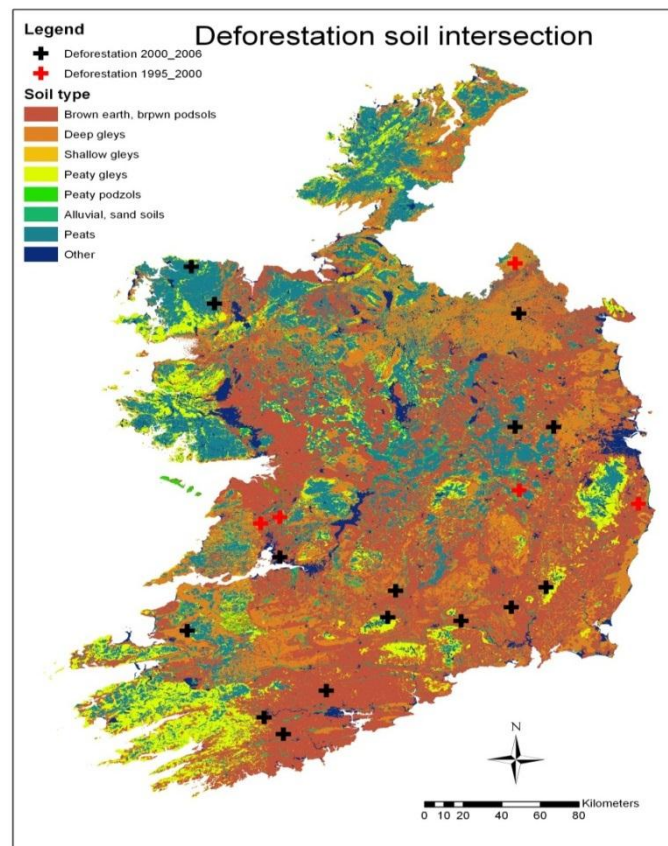 Deforestation soil intersection
Legend
Deforestation 2000_2006
Deforestation 1995_2000
Soil type
Brown earth, brpwn podsols
Deep gleys
Shallow gleys
Peaty gleys
Peaty podzols
Alluvial, sand soils
Peats
Other
N
Kilometers
0 10 20 40 60 80